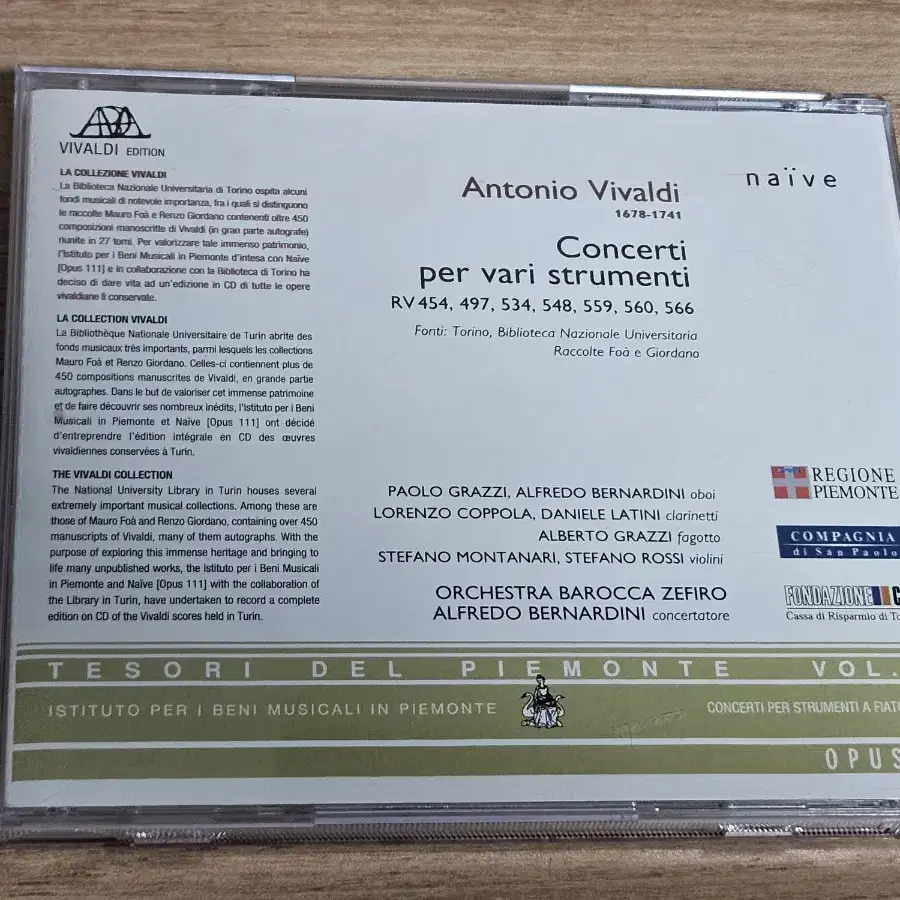 VIVALDI EDITION
LA COLLEZIONE VIVALDI
La Biblioteca Nazionale Universitaria di Torino ospita alcuni
fondi musicali di notevole importanza, fra i quali si distinguono
le raccolte Mauro Foà e Renzo Giordano contenenti oltre 450
composizioni manoscritte di Vivaldi (in gran parte autografe)
riunite in 27 tomi. Per valorizzare tale immenso patrimonio,
l'Istituto per i Beni Musicali in Piemonte d'intesa con Naïve
[Opus 111] e in collaborazione con la Biblioteca di Torino ha
deciso di dare vita ad un'edizione in CD di tutte le opere
vivaldiane lì conservate.
LA COLLECTION VIVALDI
La Bibliothèque Nationale Universitaire de Turin abrite des
fonds musicaux très importants, parmi lesquels les collections
Mauro Foà et Renzo Giordano. Celles-ci contiennent plus de
450 compositions manuscrites de Vivaldi, en grande partie
autographes. Dans le but de valoriser cet immense patrimoine
et de faire découvrir ses nombreux inédits, l'Istituto per i Beni
Musicali in Piemonte et Naïve [Opus 111] ont décidé
d'entreprendre l'édition intégrale en CD des œuvres
vivaldiennes conservées à Turin.
THE VIVALDI COLLECTION
The National University Library in Turin houses several
extremely important musical collections. Among these are
those of Mauro Foà and Renzo Giordano, containing over 450
manuscripts of Vivaldi, many of them autographs. With the
purpose of exploring this immense heritage and bringing to
life many unpublished works, the Istituto per i Beni Musicali
in Piemonte and Naïve [Opus 111] with the collaboration of
the Library in Turin, have undertaken to record a complete
edition on CD of the Vivaldi scores held in Turin.
naïve
Antonio Vivaldi
1678-1741
Concerti
per vari strumenti
RV 454, 497, 534, 548, 559, 560, 566
Fonti: Torino, Biblioteca Nazionale Universitaria
Raccolte Foà e Giordano
PAOLO GRAZZI, ALFREDO BERNARDINI oboi
LORENZO COPPOLA, DANIELE LATINI clarinetti
ALBERTO GRAZZI fagotto
STEFANO MONTANARI, STEFANO ROSSI violini
ORCHESTRA BAROCCA ZEFIRO
ALFREDO BERNARDINI concertatore
REGIONE
PIEMONTE
COMPAGNIA
di San Paolo
FONDAZIONE C
Cassa di Risparmio di To
TESORI DEL PIEMONTE VOL.
ISTITUTO PER I BENI MUSICALI IN PIEMONTE
CONCERTI PER STRUMENTI A FIATO
OPUS